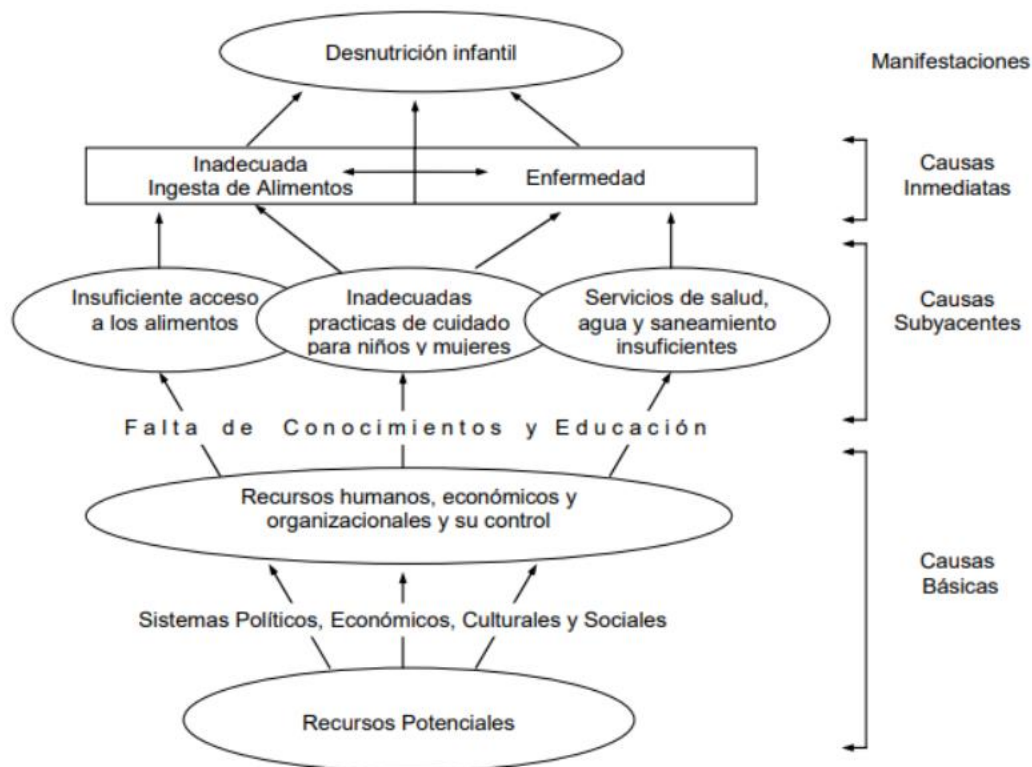 Desnutrición infantil
Manifestaciones
Inadecuada
Ingesta de Alimentos
Enfermedad
Causas
Inmediatas
Insuficiente acceso
a los alimentos
Inadecuadas
practicas de cuidado
para niños y mujeres
Servicios de salud,
agua y saneamiento
insuficientes
Causas
Subyacentes
Falta de Conocimientos y Educación
Recursos humanos, económicos y
organizacionales y su control
Causas
Básicas
Sistemas Políticos, Económicos, Culturales y Sociales
Recursos Potenciales